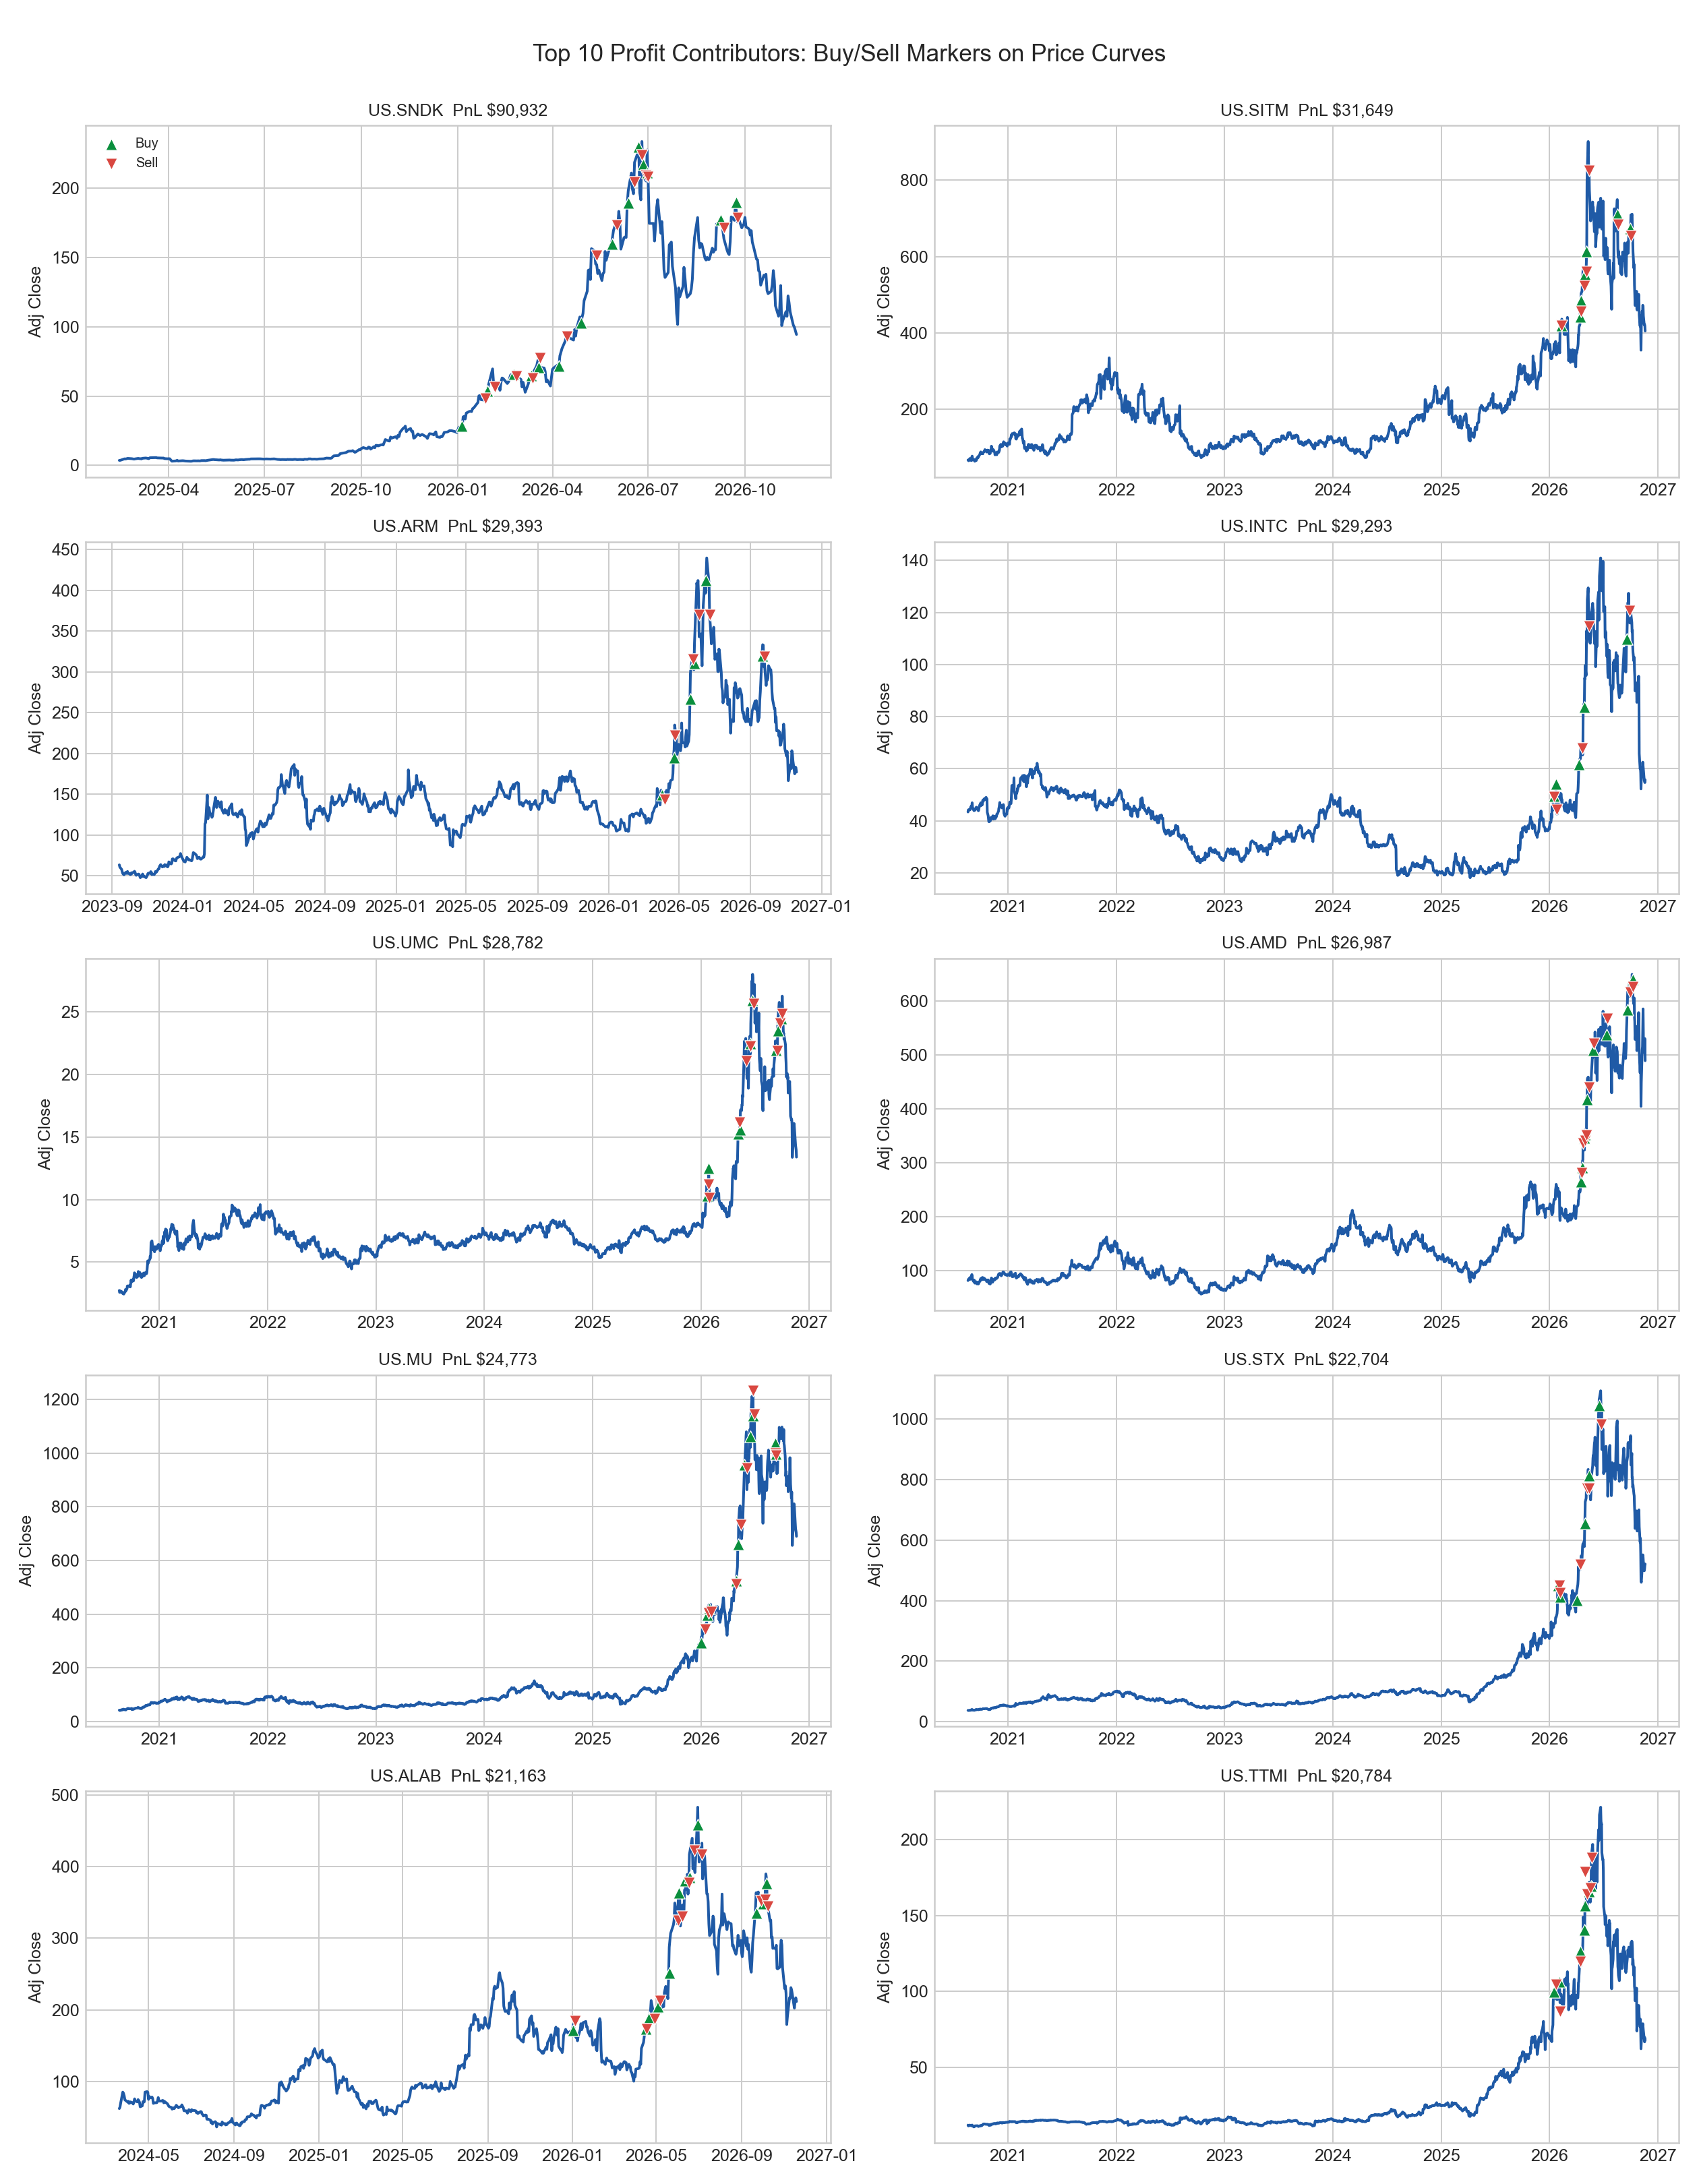 Top 10 Profit Contributors: Buy/Sell Markers on Price Curves
US.SNDK  PnL $90,932
Buy
Sell
Adj Close
200
150
100
50
0
2025-04 2025-07 2025-10 2026-01 2026-04 2026-07 2026-10
US.SITM  PnL $31,649
Adj Close
800
600
400
200
2021 2022 2023 2024 2025 2026 2027
US.ARM  PnL $29,393
Adj Close
450
400
350
300
250
200
150
100
50
2023-09 2024-01 2024-05 2024-09 2025-01 2025-05 2025-09 2026-01 2026-05 2026-09 2027-01
US.INTC  PnL $29,293
Adj Close
140
120
100
80
60
40
20
2021 2022 2023 2024 2025 2026 2027
US.UMC  PnL $28,782
Adj Close
25
20
15
10
5
2021 2022 2023 2024 2025 2026 2027
US.AMD  PnL $26,987
Adj Close
600
500
400
300
200
100
2021 2022 2023 2024 2025 2026 2027
US.MU  PnL $24,773
Adj Close
1200
1000
800
600
400
200
0
2021 2022 2023 2024 2025 2026 2027
US.STX  PnL $22,704
Adj Close
1000
800
600
400
200
0
2021 2022 2023 2024 2025 2026 2027
US.ALAB  PnL $21,163
Adj Close
500
400
300
200
100
2024-05 2024-09 2025-01 2025-05 2025-09 2026-01 2026-05 2026-09 2027-01
US.TTMI  PnL $20,784
Adj Close
200
150
100
50
2021 2022 2023 2024 2025 2026 2027